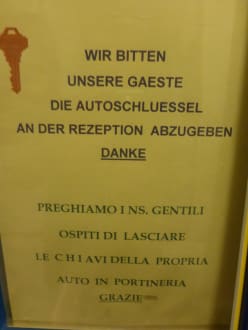 WIR BITTEN
UNSERE GAESTE
DIE AUTOSCHLUESSEL
AN DER REZEPTION ABZUGEBEN
DANKE
PREGHIAMO I NS. GENTILI
OSPITI DI LASCIARE
LE C H I AVI DELLA PROPRIA
AUTO IN PORTINERIA
GRAZIE